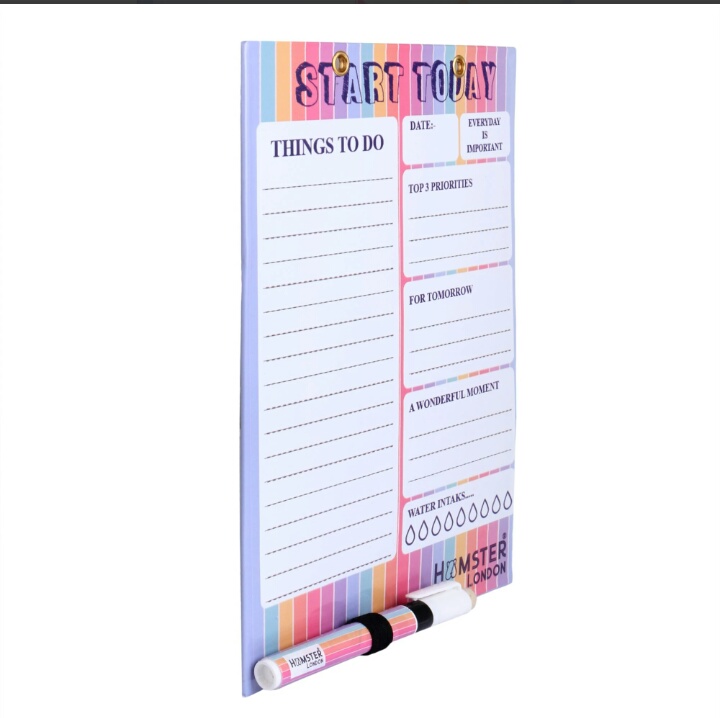 START TODAY
THINGS TO DO
DATE:-
EVERYDAY
IS
IMPORTANT
TOP 3 PRIORITIES
FOR TOMORROW
A WONDERFUL MOMENT
WATER INTAKS....
HAMSTER®
LONDON
HAMSTER
LONDON